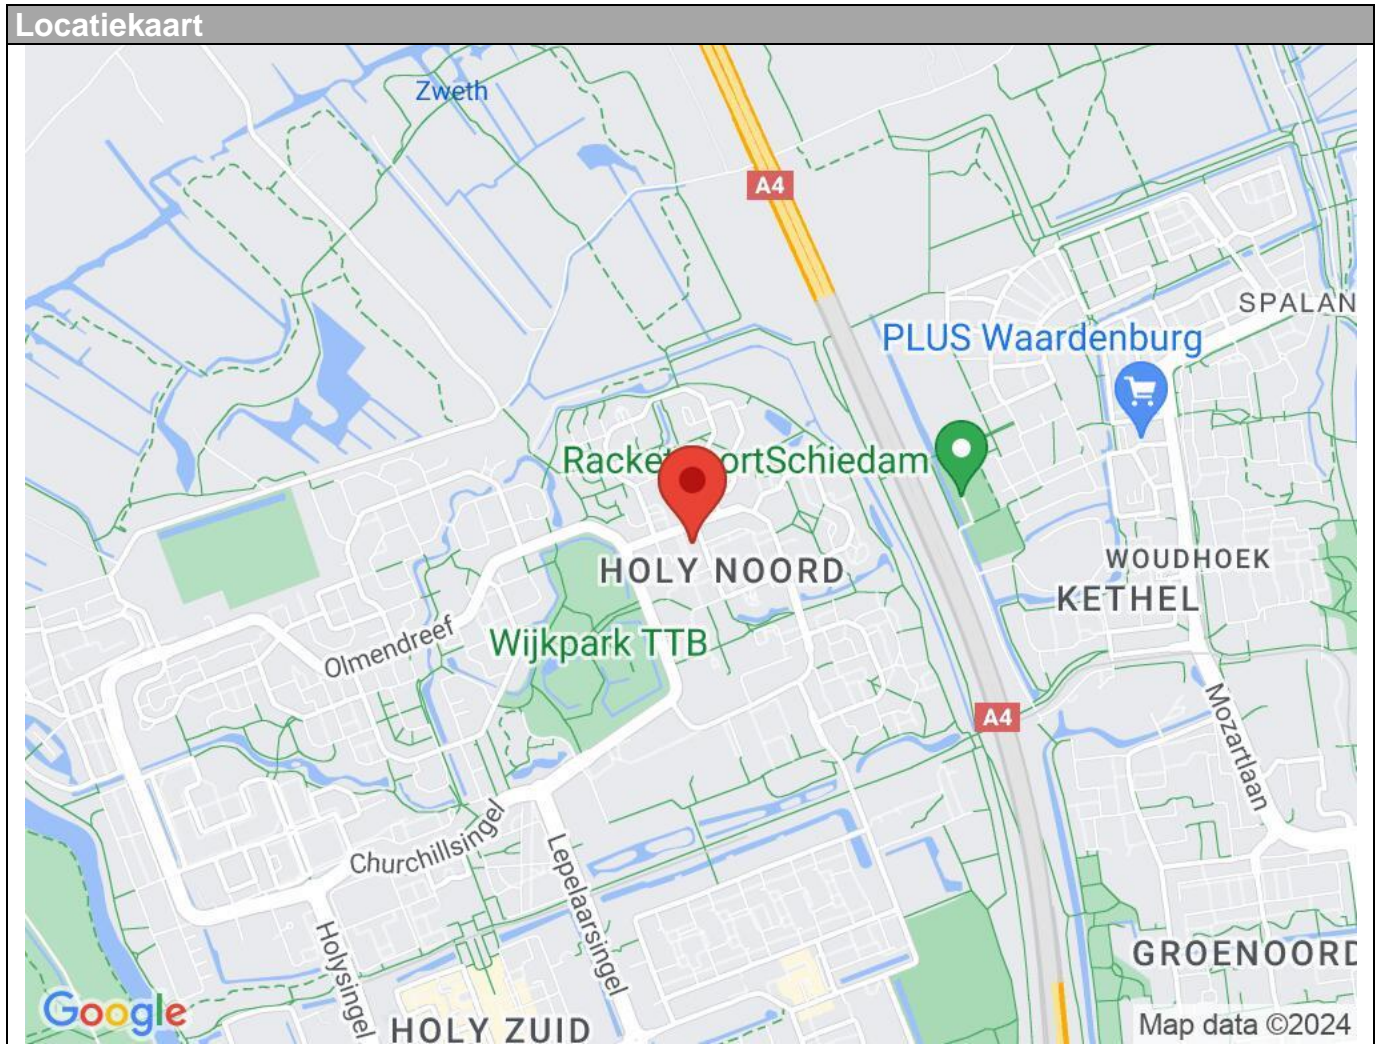 Locatiekaart
Zweth
A4
SPALAN
PLUS Waardenburg
Racke ortSchiedam
HOLY NOORD
WOUDHOEK
KETHEL
Wijkpark TTB
Olmendreef
A4
Mozartlaan
Churchillsingel
Lepelaarsingel
Holysingel
GROENOORD
Google
HOLY ZUID
Map data ©2024